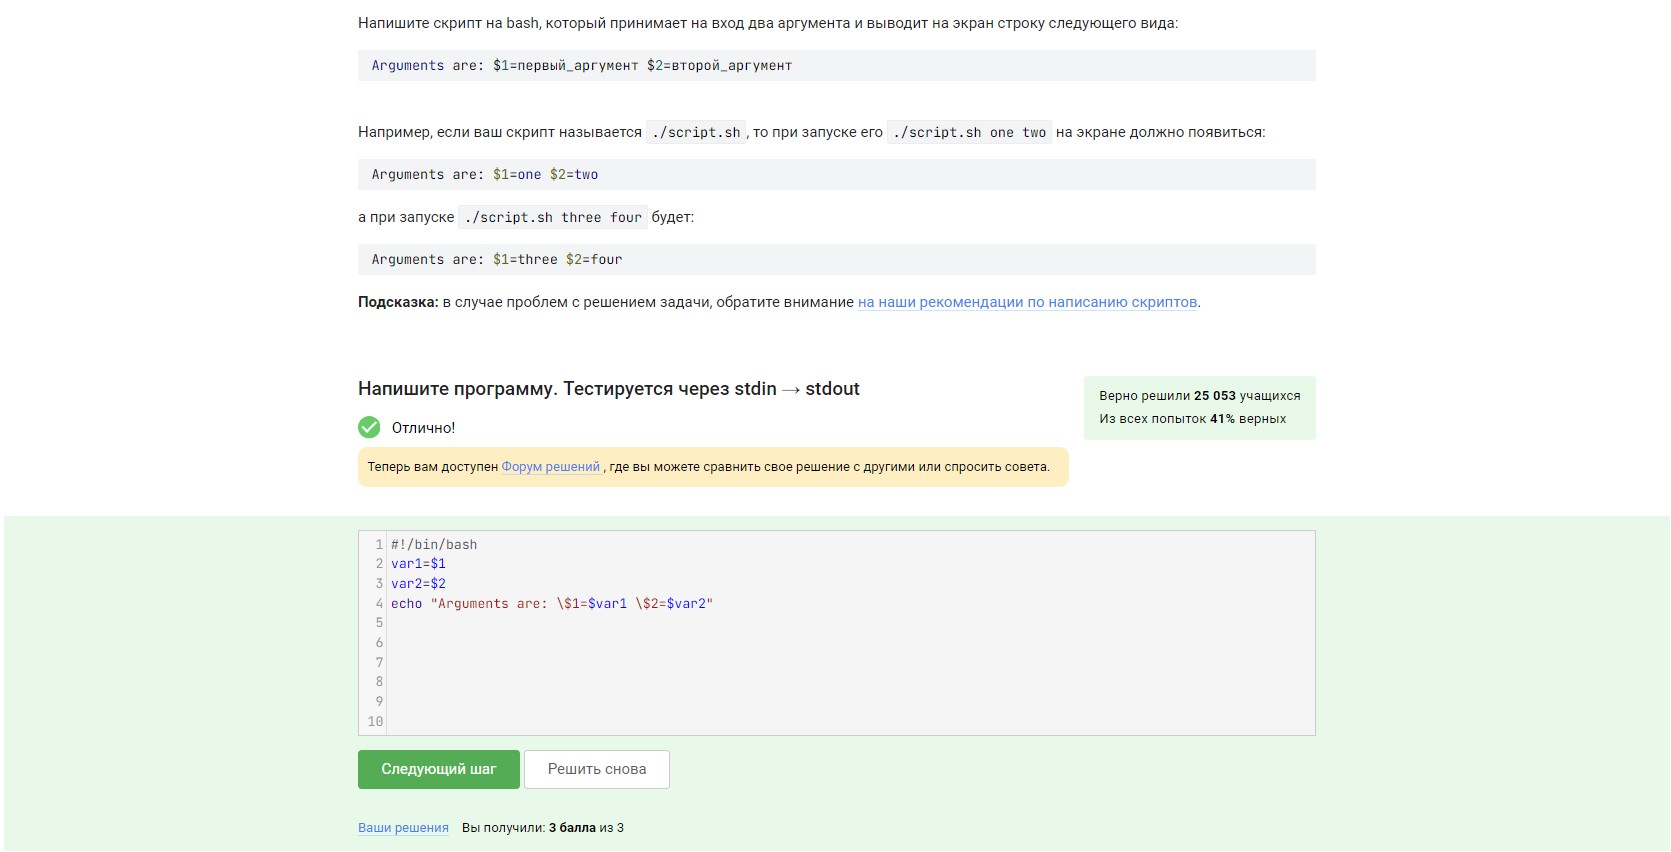 Напишите скрипт на bash, который принимает на вход два аргумента и выводит на экран строку следующего вида:
Arguments are: $1=первый_аргумент $2=второй_аргумент
Например, если ваш скрипт называется ./script.sh , то при запуске его ./script.sh one two на экране должно появиться:
Arguments are: $1=one $2=two
а при запуске ./script.sh three four будет:
Arguments are: $1=three $2=four
Подсказка: в случае проблем с решением задачи, обратите внимание на наши рекомендации по написанию скриптов.
Напишите программу. Тестируется через stdin → stdout
Верно решили 25 053 учащихся
Из всех попыток 41% верных
Отлично!
Теперь вам доступен Форум решений , где вы можете сравнить свое решение с другими или спросить совета.
1 #!/bin/bash
2 var1=$1
3 var2=$2
4 echo "Arguments are: \$1=$var1 \$2=$var2"
5
6
7
8
9
10
Следующий шаг Решить снова
Ваши решения Вы получили: 3 балла из 3